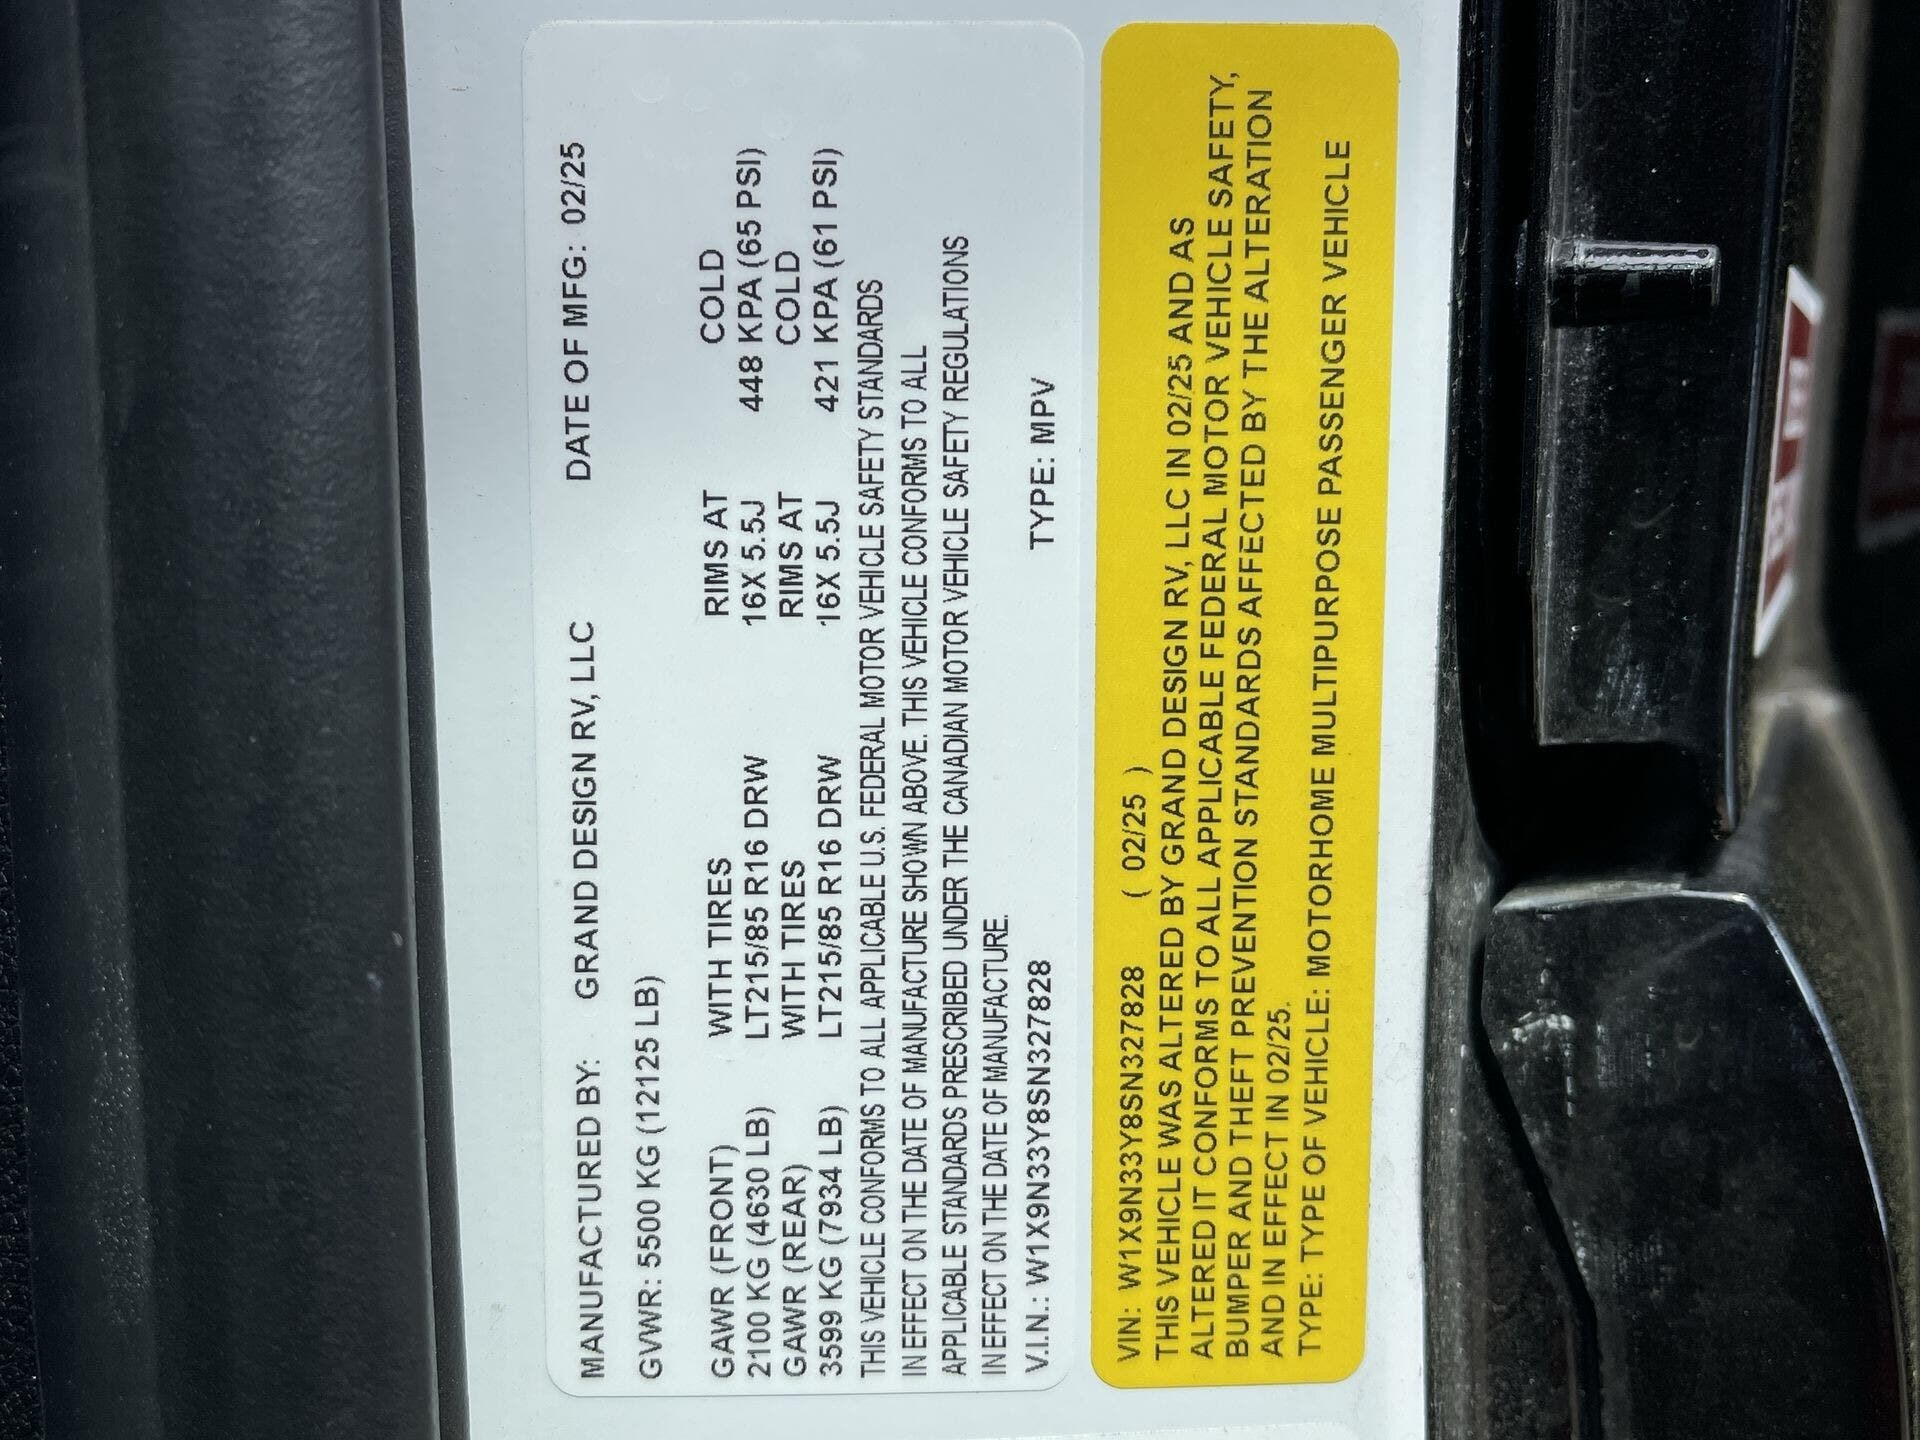 MANUFACTURED BY: GRAND DESIGN RV, LLC DATE OF MFG: 02/25
GVWR: 5500 KG (12125 LB)
GAWR (FRONT) WITH TIRES RIMS AT COLD
2100 KG (4630 LB) LT215/85 R16 DRW 16X 5.5J 448 KPA (65 PSI)
GAWR (REAR) WITH TIRES RIMS AT COLD
3599 KG (7934 LB) LT215/85 R16 DRW 16X 5.5J 421 KPA (61 PSI)
THIS VEHICLE CONFORMS TO ALL APPLICABLE U.S. FEDERAL MOTOR VEHICLE SAFETY STANDARDS
IN EFFECT ON THE DATE OF MANUFACTURE SHOWN ABOVE. THIS VEHICLE CONFORMS TO ALL
APPLICABLE STANDARDS PRESCRIBED UNDER THE CANADIAN MOTOR VEHICLE SAFETY REGULATIONS
IN EFFECT ON THE DATE OF MANUFACTURE.
V.I.N.: W1X9N33Y8SN327828 TYPE: MPV
VIN: W1X9N33Y8SN327828 ( 02/25 )
THIS VEHICLE WAS ALTERED BY GRAND DESIGN RV, LLC IN 02/25 AND AS
ALTERED IT CONFORMS TO ALL APPLICABLE FEDERAL MOTOR VEHICLE SAFETY,
BUMPER AND THEFT PREVENTION STANDARDS AFFECTED BY THE ALTERATION
AND IN EFFECT IN 02/25.
TYPE: TYPE OF VEHICLE: MOTORHOME MULTIPURPOSE PASSENGER VEHICLE